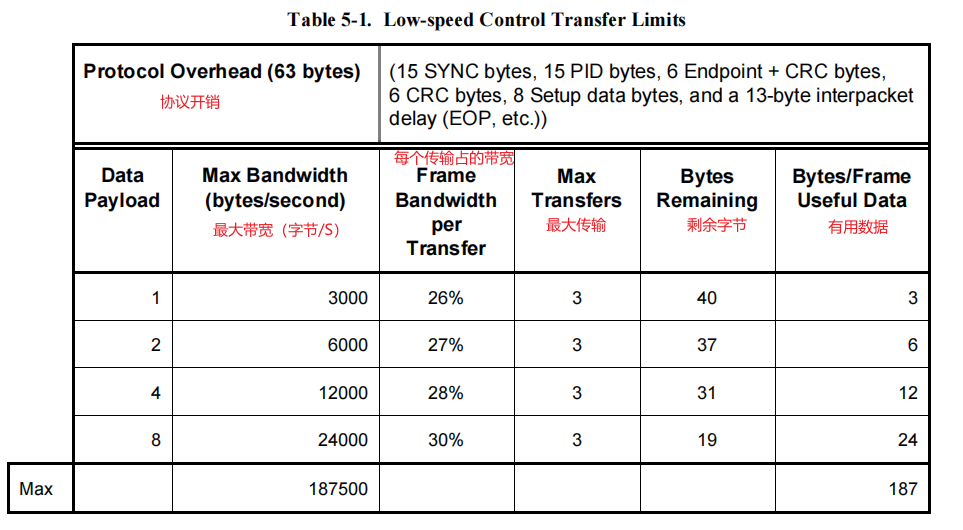 Table 5-1. Low-speed Control Transfer Limits
Protocol Overhead (63 bytes)
协议开销
(15 SYNC bytes, 15 PID bytes, 6 Endpoint + CRC bytes,
6 CRC bytes, 8 Setup data bytes, and a 13-byte interpacket
delay (EOP, etc.))
Data
Payload
Max Bandwidth
(bytes/second)
最大带宽（字节/S）
每个传输占的带宽
Frame
Bandwidth
per
Transfer
Max
Transfers
最大传输
Bytes
Remaining
剩余字节
Bytes/Frame
Useful Data
有用数据
1 3000 26% 3 40 3
2 6000 27% 3 37 6
4 12000 28% 3 31 12
8 24000 30% 3 19 24
Max 187500 187